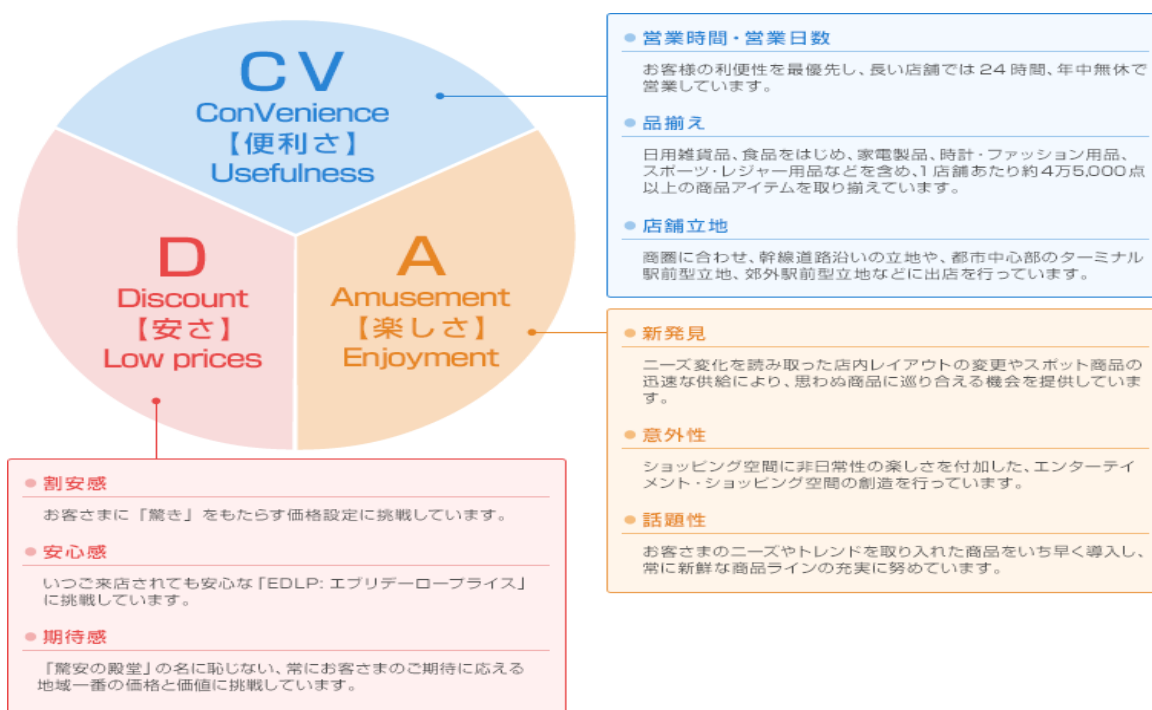 CV
ConVenience
【便利さ】
Usefulness
D
Discount
【安さ】
Low prices
A
Amusement
【楽しさ】
Enjoyment
営業時間・営業日数
お客様の利便性を最優先し、長い店舗では24時間、年中無休で
営業しています。
品揃え
日用雑貨品、食品をはじめ、家電製品、時計・ファッション用品、
スポーツ・レジャー用品などを含め、1店舗あたり約4万5,000点
以上の商品アイテムを取り揃えています。
店舗立地
商圏に合わせ、幹線道路沿いの立地や、都市中心部のターミナル
駅前型立地、郊外駅前型立地などに出店を行っています。
新発見
ニーズ変化を読み取った店内レイアウトの変更やスポット商品の
迅速な供給により、思わぬ商品に巡り合える機会を提供していま
す。
意外性
ショッピング空間に非日常性の楽しさを付加した、エンターテイ
メント・ショッピング空間の創造を行っています。
話題性
お客さまのニーズやトレンドを取り入れた商品をいち早く導入し、
常に新鮮な商品ラインの充実に努めています。
割安感
お客さまに「驚き」をもたらす価格設定に挑戦しています。
安心感
いつご来店されても安心な「EDLP: エブリデーロープライス」
に挑戦しています。
期待感
「驚安の殿堂」の名に恥じない、常にお客さまのご期待に応える
地域一番の価格と価値に挑戦しています。